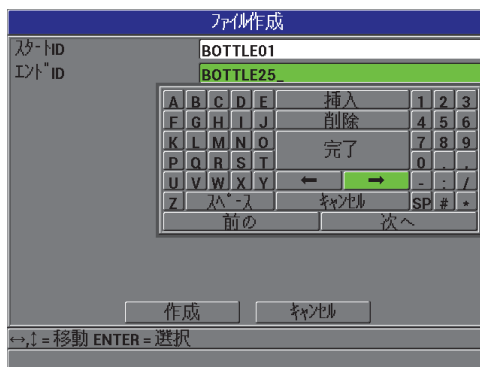 ファイル作成
スタートID BOTTLE01
エンドID BOTTLE25_
A B C D E 挿入 1 2 3
F G H I J 削除 4 5 6
K L M N O 完了 7 8 9
P Q R S T 0 . ,
U V W X Y ← → - : /
Z スペース キャンセル SP # *
前の 次へ
作成 キャンセル
↔,↕ = 移動 ENTER = 選択